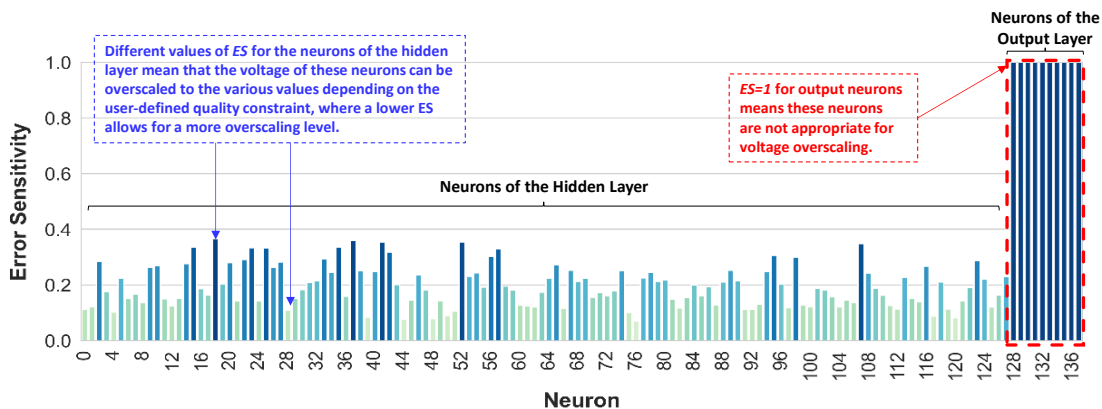 Neurons of the
Output Layer
Different values of ES for the neurons of the hidden
layer mean that the voltage of these neurons can be
overscaled to the various values depending on the
user-defined quality constraint, where a lower ES
allows for a more overscaling level.
ES=1 for output neurons
means these neurons
are not appropriate for
voltage overscaling.
Neurons of the Hidden Layer
Error Sensitivity
1.0
0.8
0.6
0.4
0.2
0.0
0 4 8 12 16 20 24 28 32 36 40 44 48 52 56 60 64 68 72 76 80 84 88 92 96 100 104 108 112 116 120 124 128 132 136
Neuron